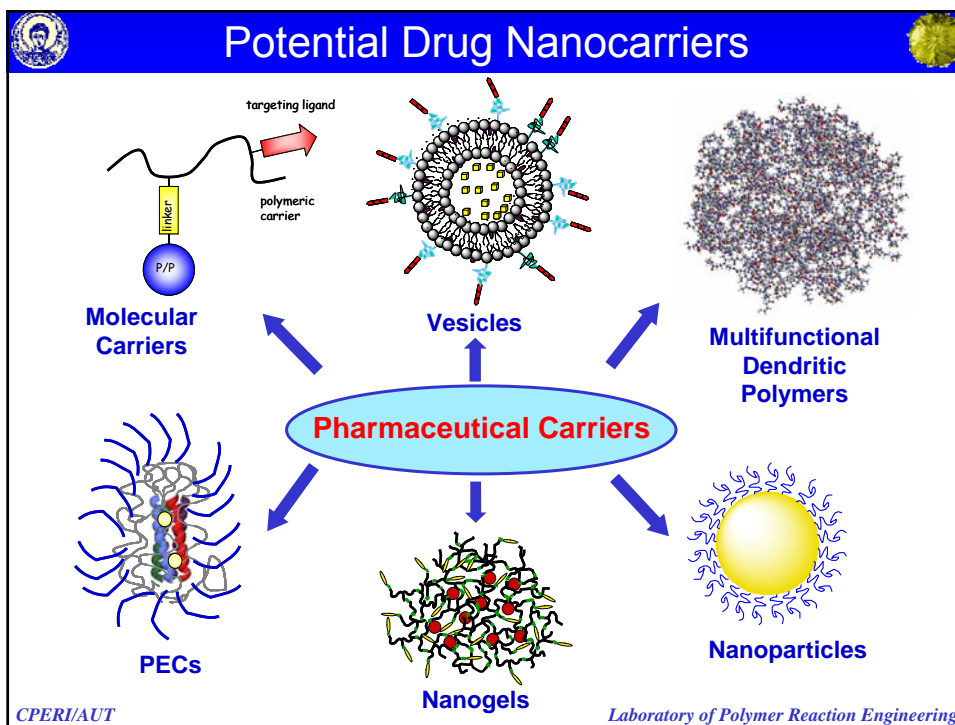 Potential Drug Nanocarriers
targeting ligand
polymeric
carrier
linker
P/P
Molecular
Carriers
Vesicles
Multifunctional
Dendritic
Polymers
Pharmaceutical Carriers
PECs
Nanogels
Nanoparticles
CPERI/AUT
Laboratory of Polymer Reaction Engineering